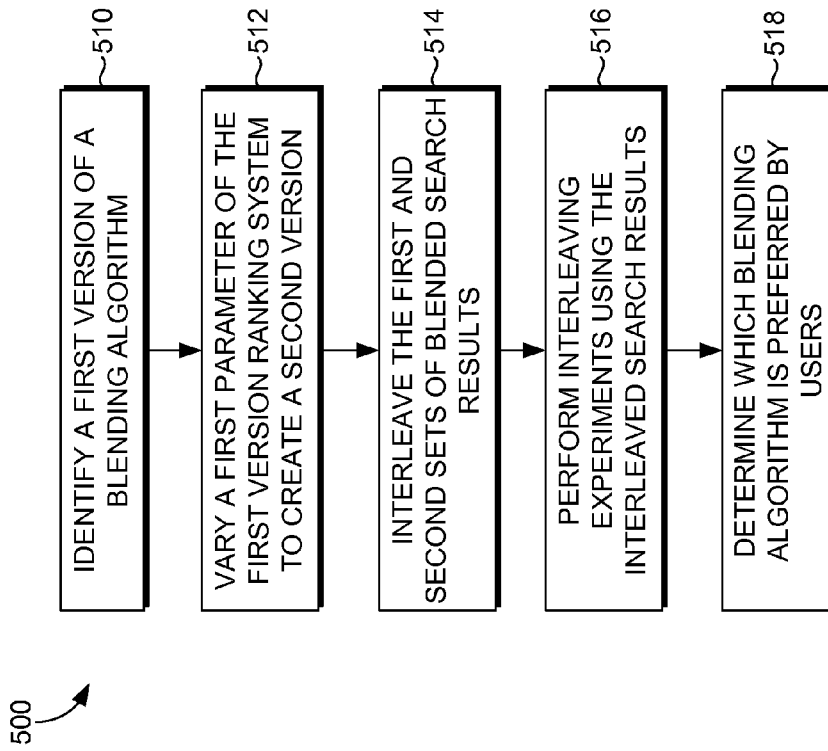 500
IDENTIFY A FIRST VERSION OF A
BLENDING ALGORITHM
510
VARY A FIRST PARAMETER OF THE
FIRST VERSION RANKING SYSTEM
TO CREATE A SECOND VERSION
512
INTERLEAVE THE FIRST AND
SECOND SETS OF BLENDED SEARCH
RESULTS
514
PERFORM INTERLEAVING
EXPERIMENTS USING THE
INTERLEAVED SEARCH RESULTS
516
DETERMINE WHICH BLENDING
ALGORITHM IS PREFERRED BY
USERS
518